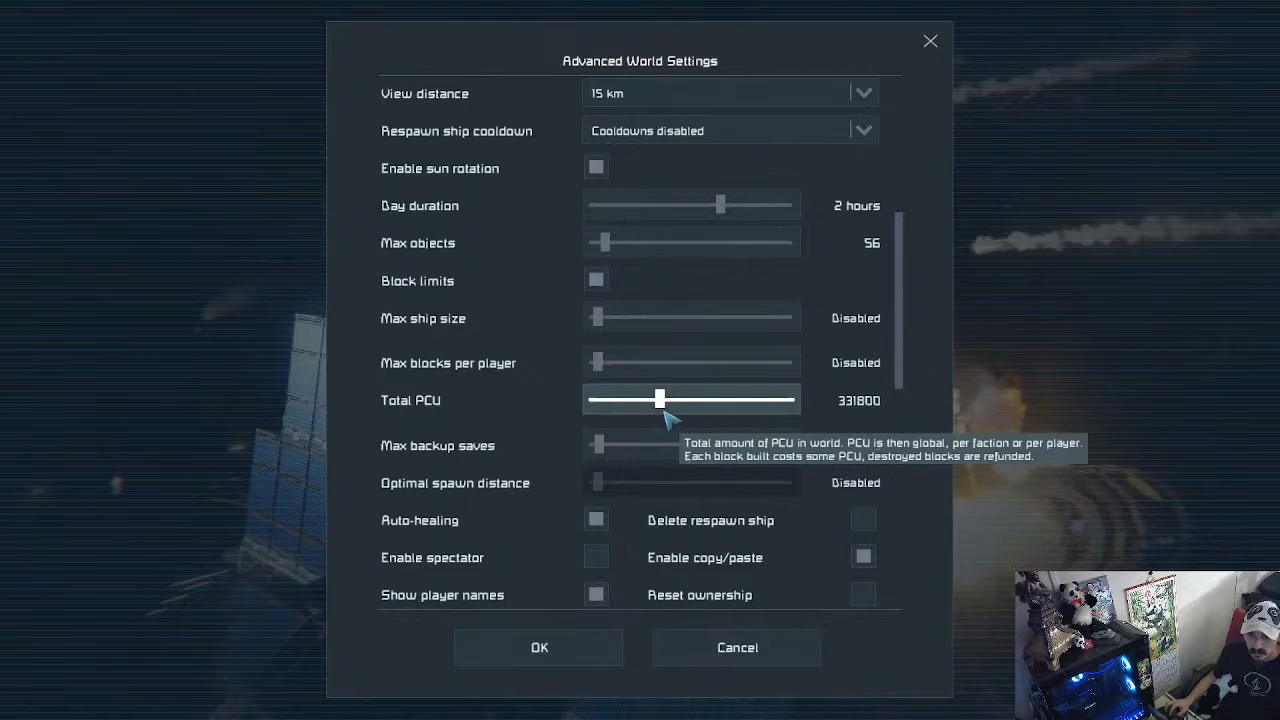 Advanced World Settings
View distance 15 km
Respawn ship cooldown Cooldowns disabled
Enable sun rotation
Day duration 2 hours
Max objects 56
Block limits
Max ship size Disabled
Max blocks per player Disabled
Total PCU 331800
Total amount of PCU in world. PCU is then global, per faction or per player.
Each block built costs some PCU, destroyed blocks are refunded.
Max backup saves
Optimal spawn distance Disabled
Auto-healing Delete respawn ship
Enable spectator Enable copy/paste
Show player names Reset ownership
OK Cancel